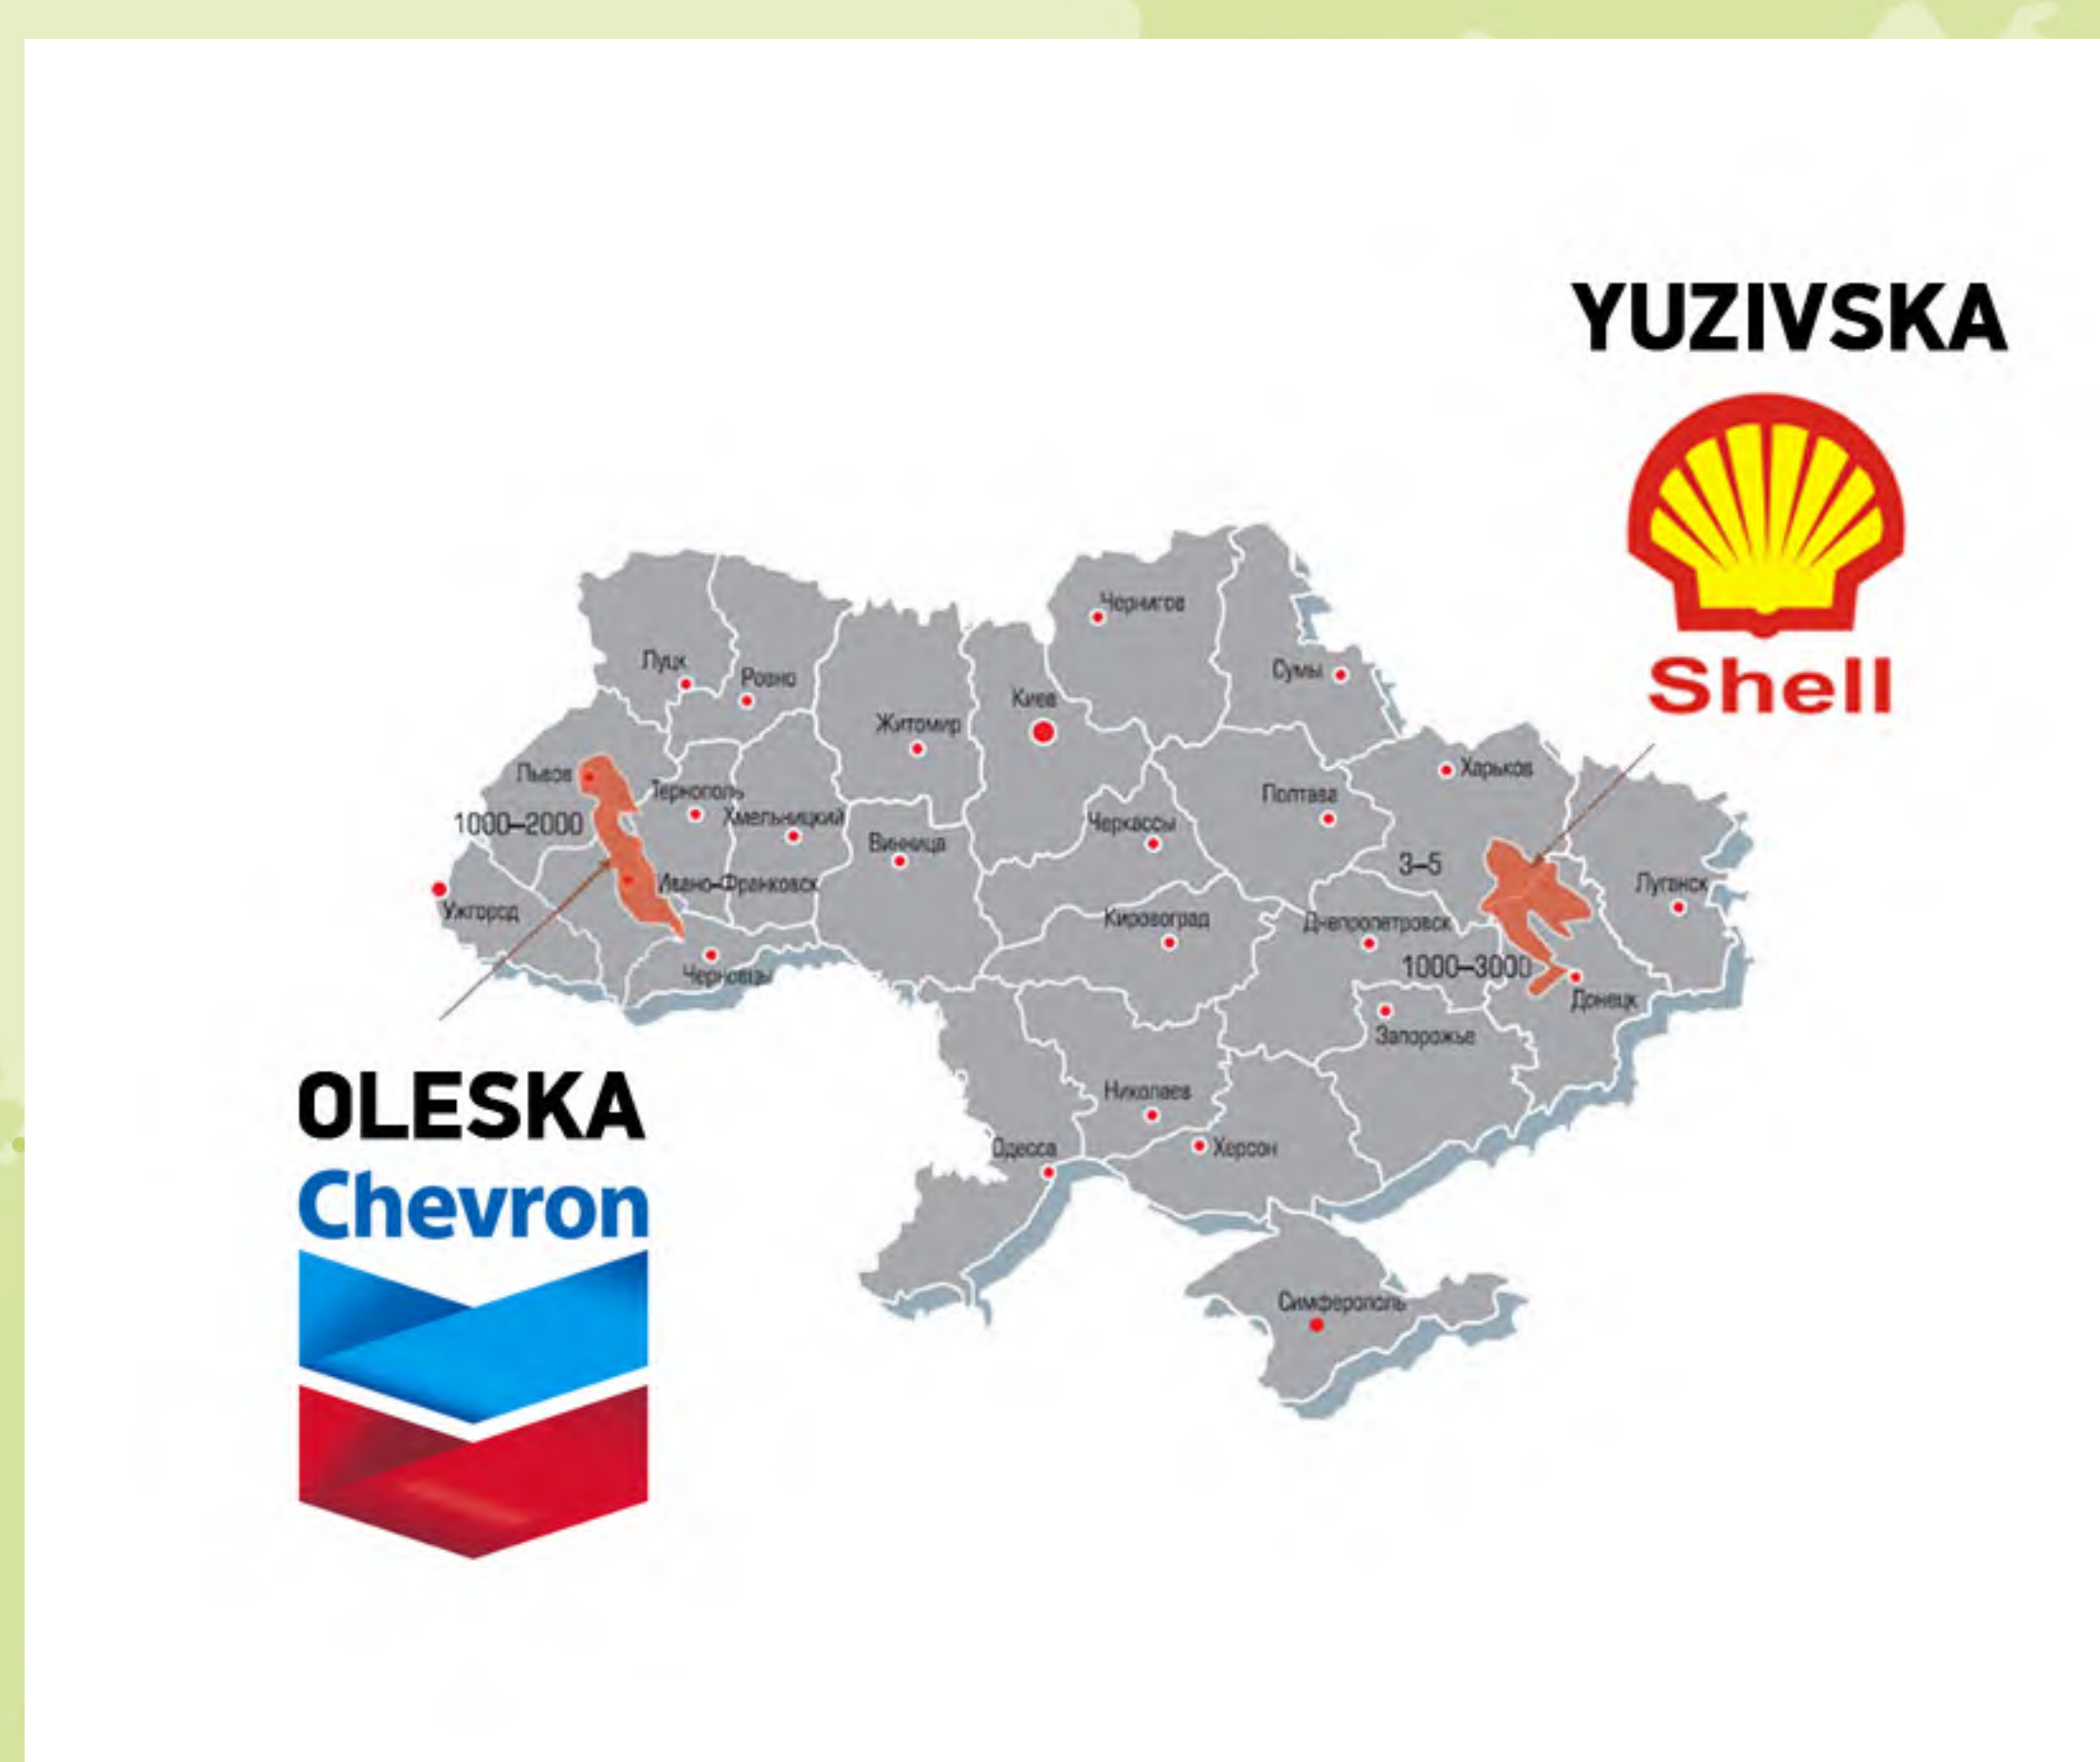 YUZIVSKA
Shell
Чернигов
Сумы
Луцк
Ровно
Киев
Житомир
Харьков
Львов
Тернополь
Полтава
1000–2000
Хмельницкий
Черкассы
Винница
3–5
Ивано-Франковск
Луганск
Ужгород
Кировоград
Днепропетровск
Черновцы
1000–3000
Донецк
Запорожье
OLESKA
Николаев
Одесса
Херсон
Chevron
Симферополь